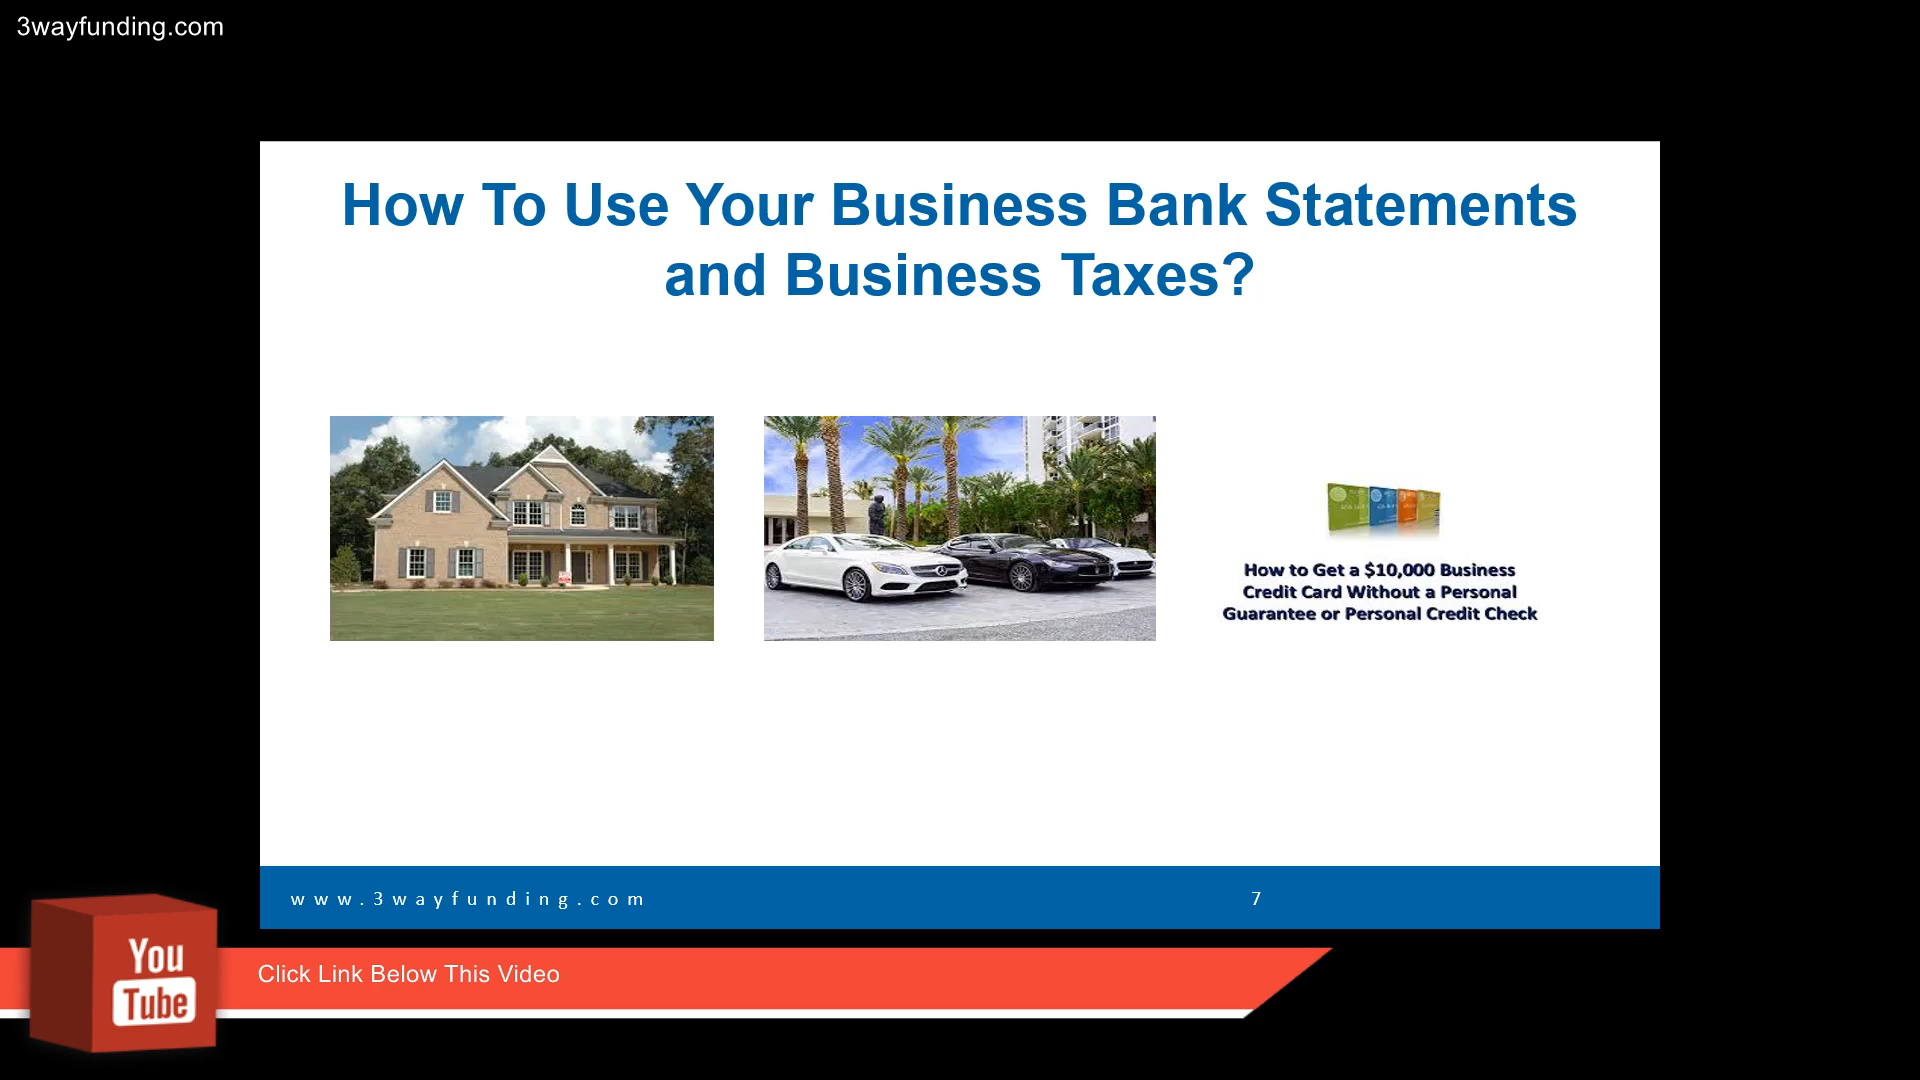 3wayfunding.com
How To Use Your Business Bank Statements
and Business Taxes?
How to Get a $10,000 Business
Credit Card Without a Personal
Guarantee or Personal Credit Check
www.3wayfunding.com
7
You
Tube
Click Link Below This Video